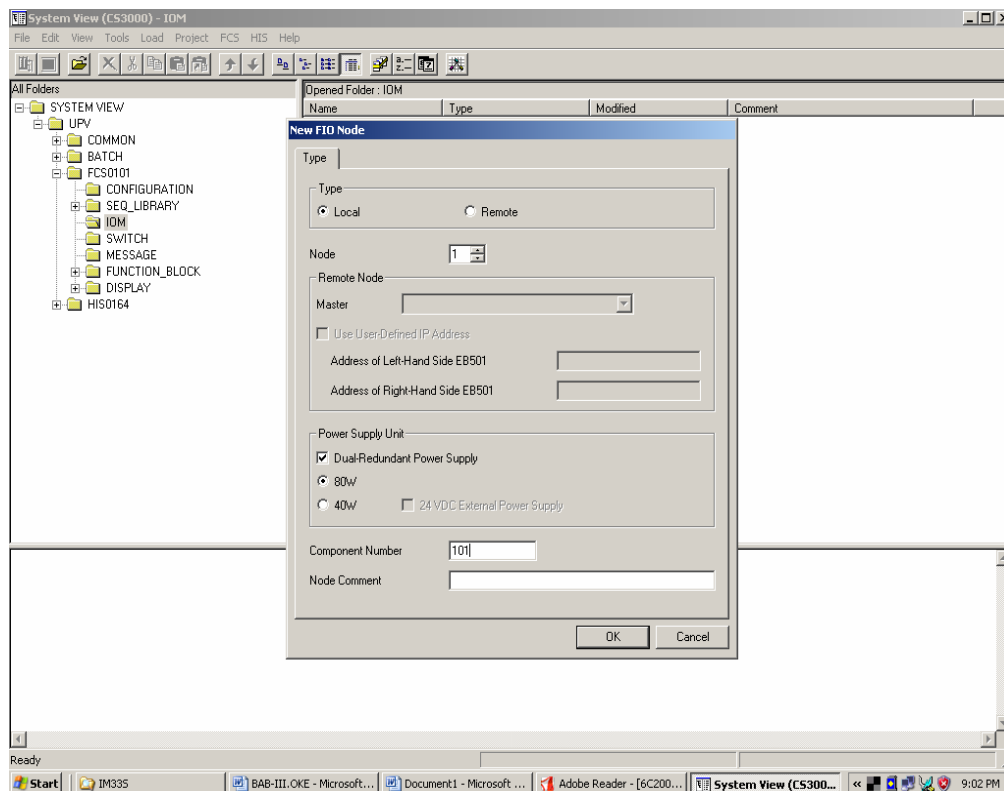 System View (CS3000) - IOM
File Edit View Tools Load Project FCS HIS Help
All Folders
Opened Folder : IOM
Name Type Modified Comment
SYSTEM VIEW
UPV
COMMON
BATCH
FCS0101
CONFIGURATION
SEQ_LIBRARY
IOM
SWITCH
MESSAGE
FUNCTION_BLOCK
DISPLAY
HIS0164
New FIO Node
Type
Type
Local Remote
Node 1
Remote Node
Master
Use User-Defined IP Address
Address of Left-Hand Side EB501
Address of Right-Hand Side EB501
Power Supply Unit
Dual-Redundant Power Supply
80W
40W 24 VDC External Power Supply
Component Number 101
Node Comment
OK Cancel
Ready
Start IM33S BAB-III.OKE - Microsoft... Document1 - Microsoft ... Adobe Reader - [6C200... System View (CS300... « 9:02 PM